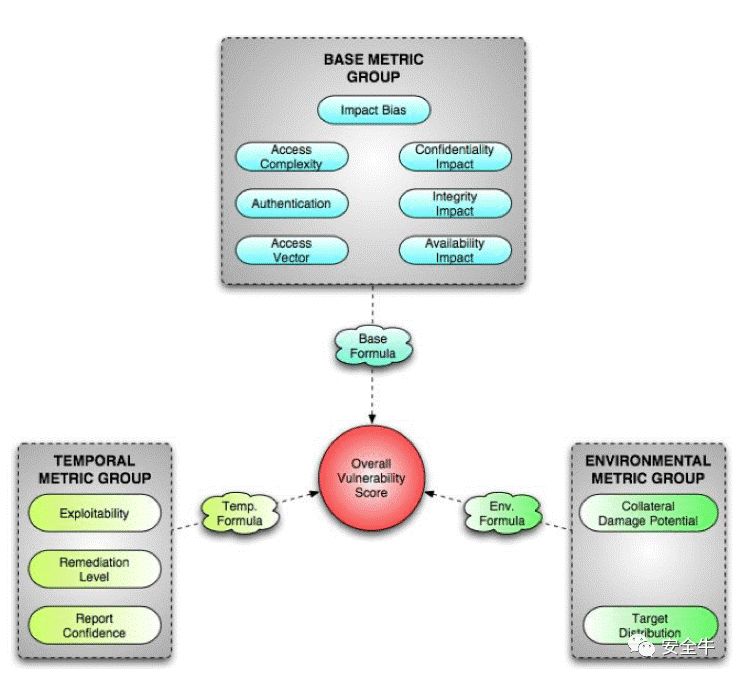 BASE METRIC
GROUP
Impact Bias
Access
Complexity
Confidentiality
Impact
Authentication
Integrity
Impact
Access
Vector
Availability
Impact
Base
Formula
TEMPORAL
METRIC GROUP
Exploitability
Remediation
Level
Report
Confidence
Temp.
Formula
Overall
Vulnerability
Score
Env.
Formula
ENVIRONMENTAL
METRIC GROUP
Collateral
Damage Potential
Target
Distribution
安全牛